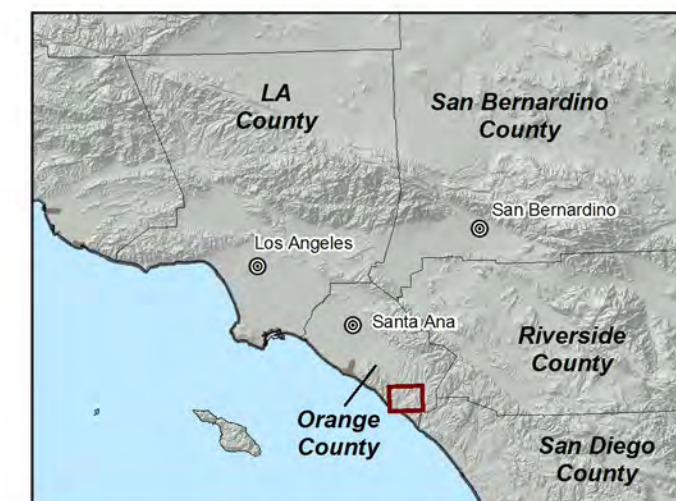 LA
County
San Bernardino
County
San Bernardino
Los Angeles
Santa Ana
Riverside
County
Orange
County
San Diego
County